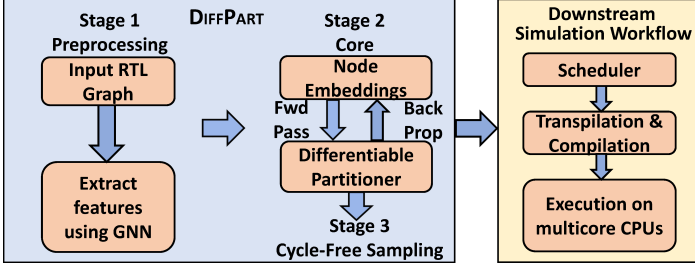 DIFFPART
Stage 1
Preprocessing
Input RTL
Graph
Extract
features
using GNN
Stage 2
Core
Node
Embeddings
Fwd
Pass
Back
Prop
Differentiable
Partitioner
Stage 3
Cycle-Free Sampling
Downstream
Simulation Workflow
Scheduler
Transpilation &
Compilation
Execution on
multicore CPUs